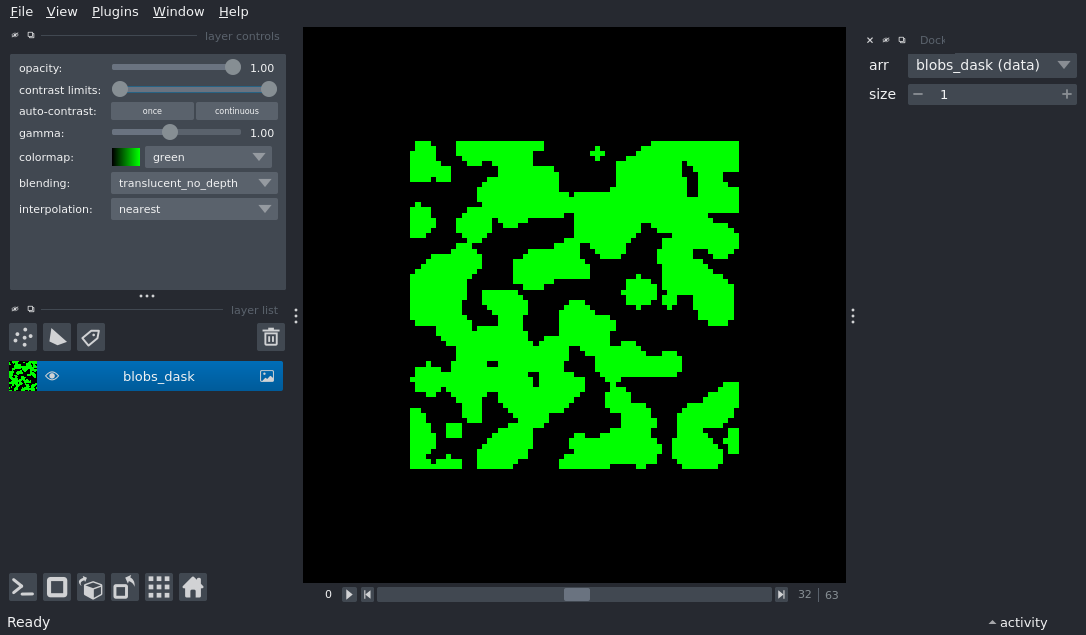 File View Plugins Window Help
layer controls
opacity: 1.00
contrast limits:
auto-contrast: once continuous
gamma: 1.00
colormap: green
blending: translucent_no_depth
interpolation: nearest
layer list
blobs_dask
0 32 63
Dock
arr blobs_dask (data)
size 1
Ready
activity